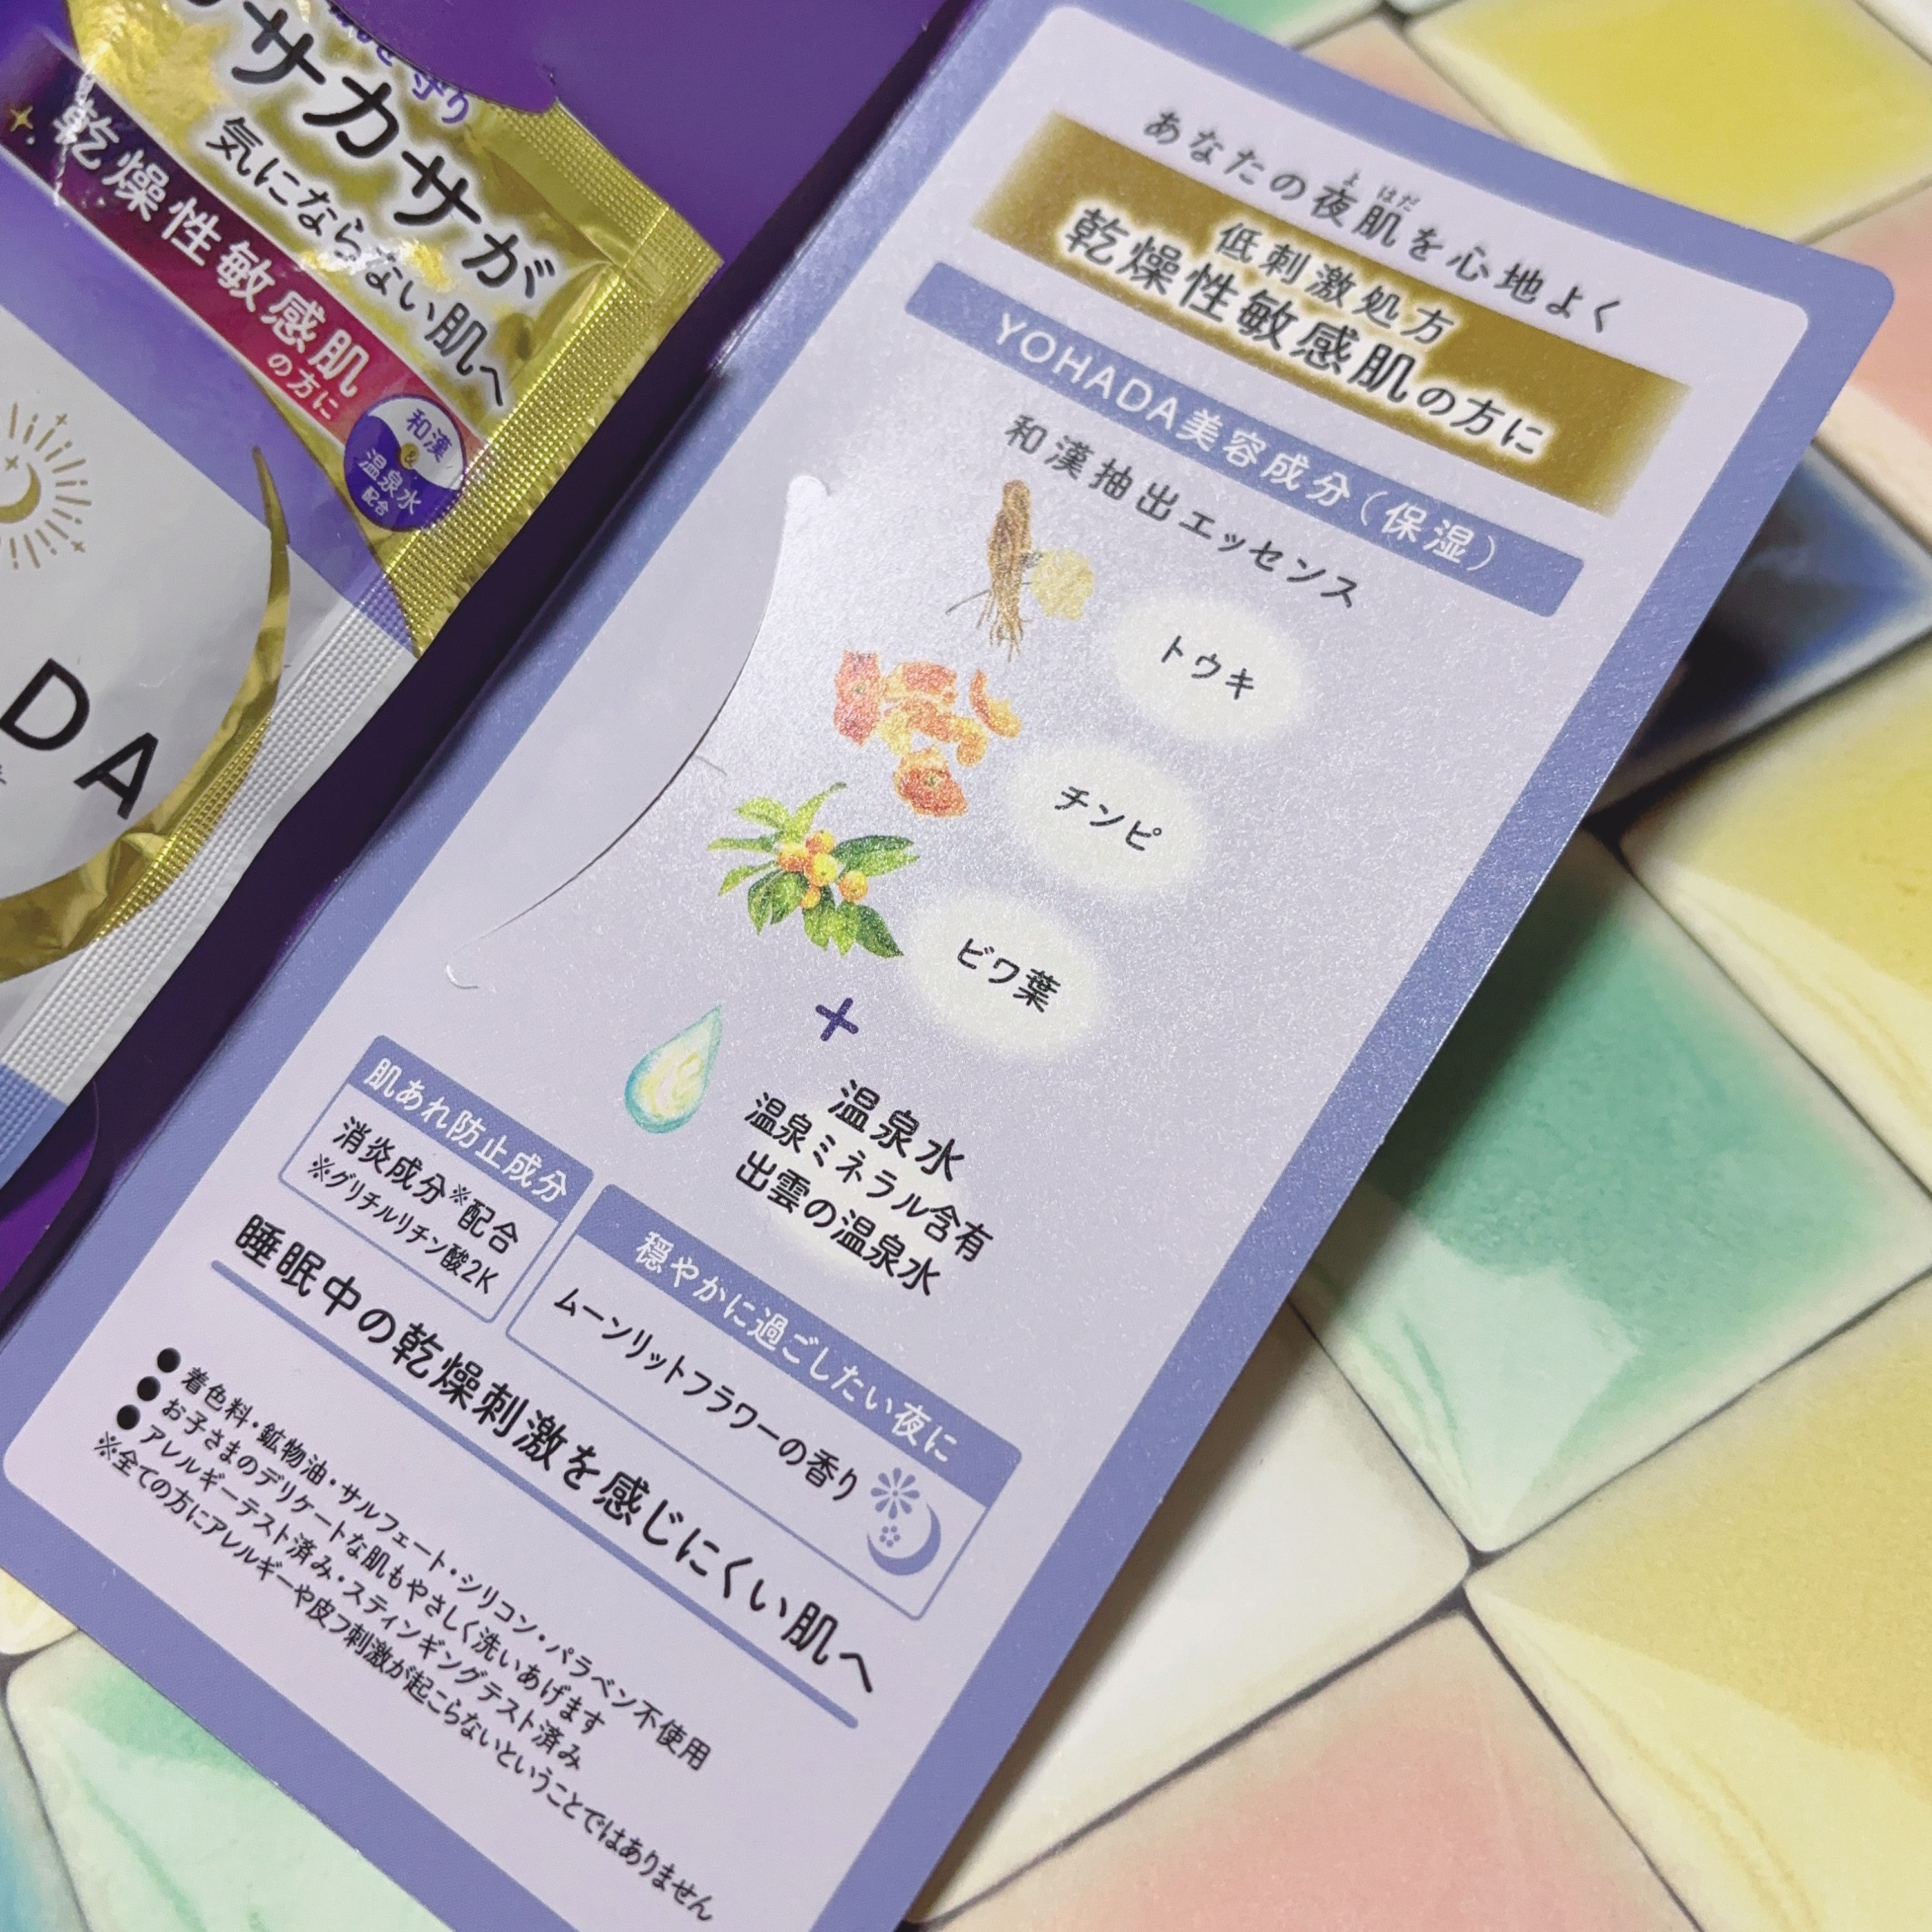 サカサが
気にならない肌へ
乾燥性敏感肌
の方に
和漢
&
温泉水
配合
DA
あなたの夜肌を心地よく
よ はだ
低刺激処方
乾燥性敏感肌の方に
YOHADA美容成分（保湿）
和漢抽出エッセンス
トウキ
チンピ
ビワ葉
+
温泉水
温泉ミネラル含有
出雲の温泉水
肌あれ防止成分
消炎成分※配合
※グリチルリチン酸2K
穏やかに過ごしたい夜に
ムーンリットフラワーの香り
睡眠中の乾燥刺激を感じにくい肌へ
●着色料・鉱物油・サルフェート・シリコン・パラベン不使用
●お子さまのデリケートな肌もやさしく洗いあげます
●アレルギーテスト済み・スティンギングテスト済み
※全ての方にアレルギーや皮フ刺激が起こらないということではありません